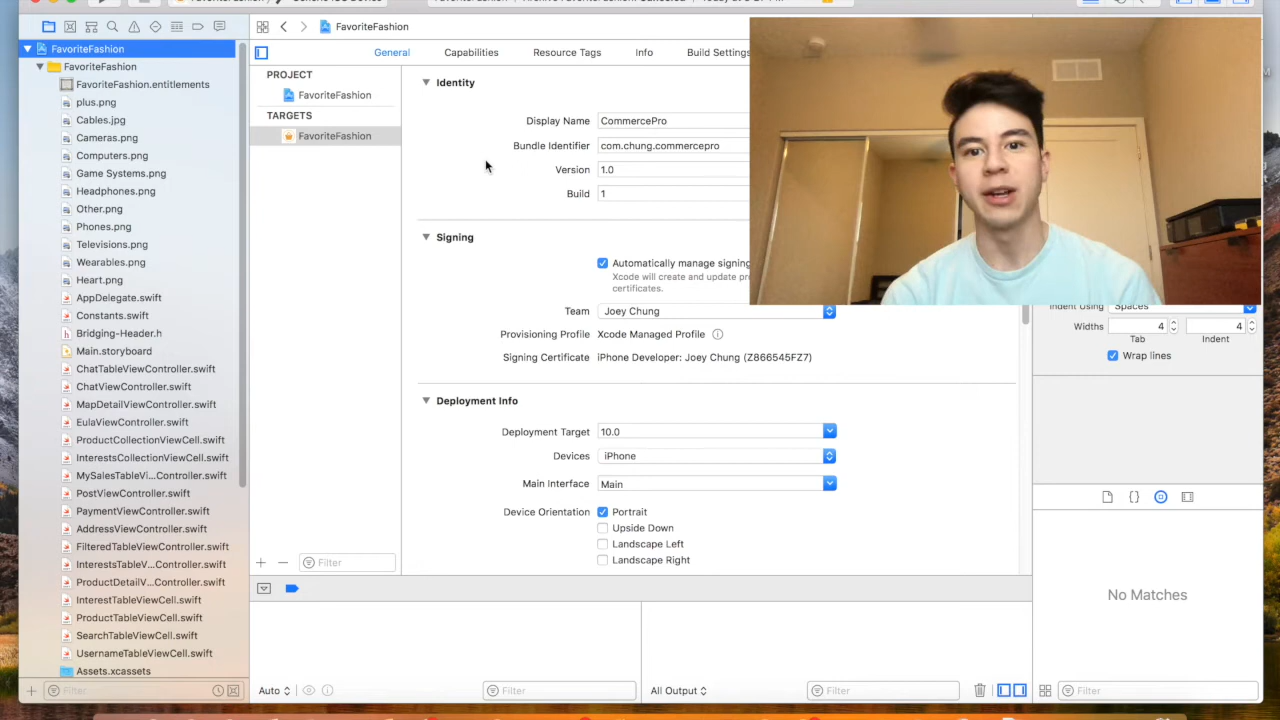 FavoriteFashion
General
Capabilities
Resource Tags
Info
Build Settings
FavoriteFashion
FavoriteFashion
FavoriteFashion.entitlements
plus.png
Cables.jpg
Cameras.png
Computers.png
Game Systems.png
Headphones.png
Other.png
Phones.png
Televisions.png
Wearables.png
Heart.png
AppDelegate.swift
Constants.swift
Bridging-Header.h
Main.storyboard
ChatTableViewController.swift
ChatViewController.swift
MapDetailViewController.swift
EulaViewController.swift
ProductCollectionViewCell.swift
InterestsCollectionViewCell.swift
MySalesTableVi...Controller.swift
PostViewController.swift
PaymentViewController.swift
AddressViewController.swift
FilteredTableViewController.swift
InterestsTableV...Controller.swift
ProductDetailV...Controller.swift
InterestTableViewCell.swift
ProductTableViewCell.swift
SearchTableViewCell.swift
UsernameTableViewCell.swift
Assets.xcassets
Filter
PROJECT
FavoriteFashion
TARGETS
FavoriteFashion
Filter
Identity
Display Name CommercePro
Bundle Identifier com.chung.commercepro
Version 1.0
Build 1
Signing
Automatically manage signing
Xcode will create and update
certificates.
Team Joey Chung
Provisioning Profile Xcode Managed Profile
Signing Certificate iPhone Developer: Joey Chung (Z866545FZ7)
Deployment Info
Deployment Target 10.0
Devices iPhone
Main Interface Main
Device Orientation Portrait
Upside Down
Landscape Left
Landscape Right
Auto
Filter
All Output
Filter
Indent Using Spaces
Widths 4 4
Tab Indent
Wrap lines
No Matches
Filter